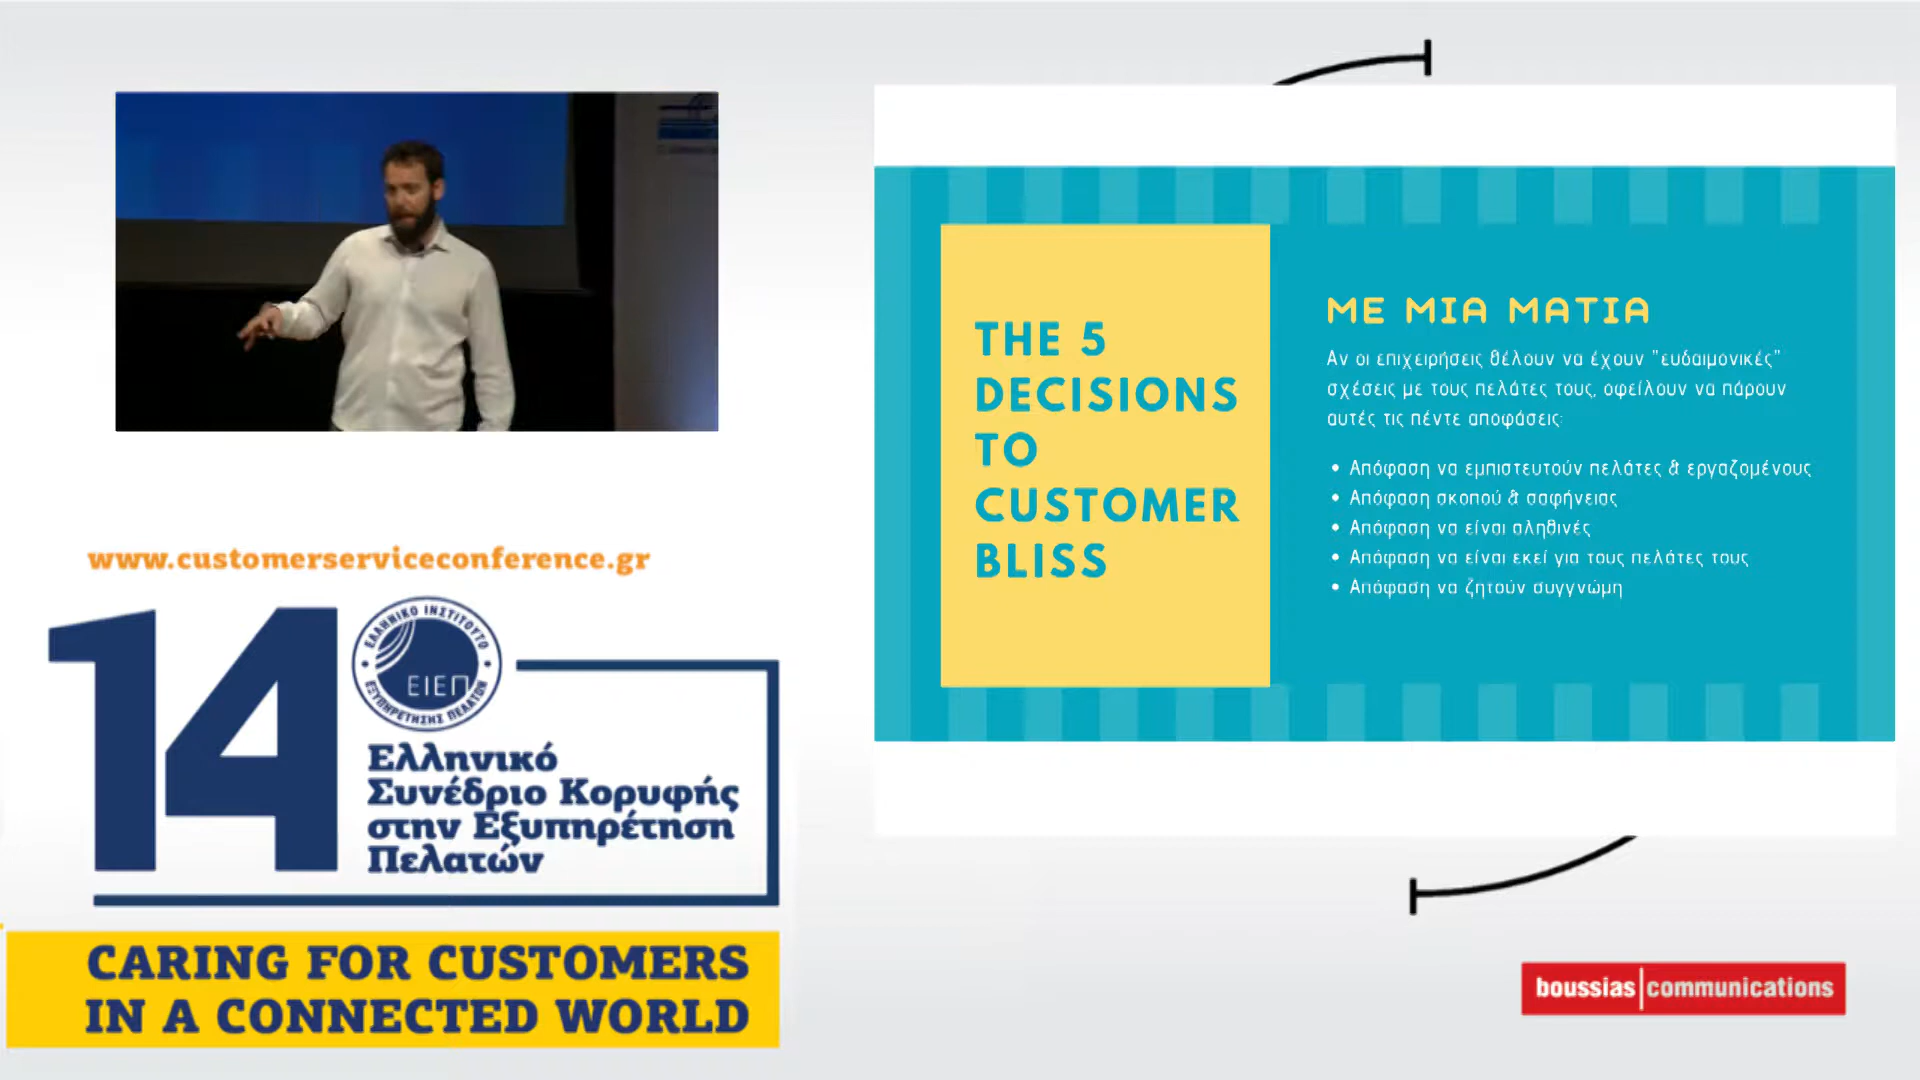 www.customerserviceconference.gr
14
ΕΛΛΗΝΙΚΟ ΙΝΣΤΙΤΟΥΤΟ
ΕΙΕΠ
ΕΞΥΠΗΡΕΤΗΣΗΣ ΠΕΛΑΤΩΝ
Ελληνικό
Συνέδριο Κορυφής
στην Εξυπηρέτηση
Πελατών
CARING FOR CUSTOMERS
IN A CONNECTED WORLD
THE 5
DECISIONS
TO
CUSTOMER
BLISS
ΜΕ ΜΙΑ ΜΑΤΙΑ
Αν οι επιχειρήσεις θέλουν να έχουν "ευδαιμονικές"
σχέσεις με τους πελάτες τους, οφείλουν να πάρουν
αυτές τις πέντε αποφάσεις:
• Απόφαση να εμπιστευτούν πελάτες & εργαζομένους
• Απόφαση σκοπού & σαφήνειας
• Απόφαση να είναι αληθινές
• Απόφαση να είναι εκεί για τους πελάτες τους
• Απόφαση να ζητούν συγγνώμη
boussias|communications